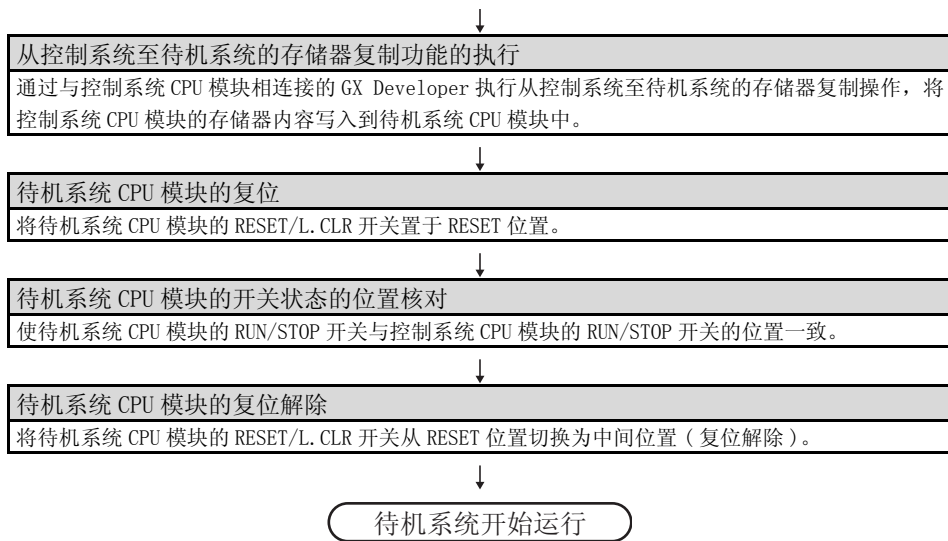 从控制系统至待机系统的存储器复制功能的执行
通过与控制系统 CPU 模块相连接的 GX Developer 执行从控制系统至待机系统的存储器复制操作，将
控制系统 CPU 模块的存储器内容写入到待机系统 CPU 模块中。
待机系统 CPU 模块的复位
将待机系统 CPU 模块的 RESET/L.CLR 开关置于 RESET 位置。
待机系统 CPU 模块的开关状态的位置核对
使待机系统 CPU 模块的 RUN/STOP 开关与控制系统 CPU 模块的 RUN/STOP 开关的位置一致。
待机系统 CPU 模块的复位解除
将待机系统 CPU 模块的 RESET/L.CLR 开关从 RESET 位置切换为中间位置 ( 复位解除 )。
待机系统开始运行